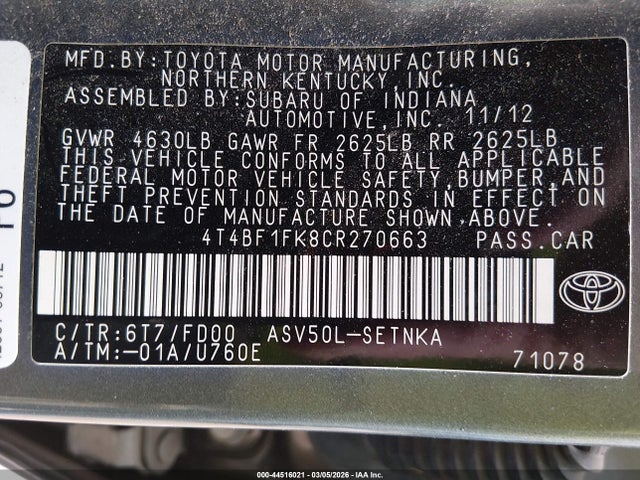 MFD.BY:TOYOTA MOTOR MANUFACTURING,
NORTHERN KENTUCKY,INC.
ASSEMBLED BY:SUBARU OF INDIANA
AUTOMOTIVE,INC. 11/12
GVWR 4630LB GAWR FR 2625LB RR 2625LB
THIS VEHICLE CONFORMS TO ALL APPLICABLE
FEDERAL MOTOR VEHICLE SAFETY,BUMPER,AND
THEFT PREVENTION STANDARDS IN EFFECT ON
THE DATE OF MANUFACTURE SHOWN,ABOVE.
4T4BF1FK8CR270663 PASS.CAR
C/TR:6T7/FD00 ASV50L-SETNKA
A/TM:-01A/U760E 71078
000-44516021 - 03/05/2026 - IAA Inc.